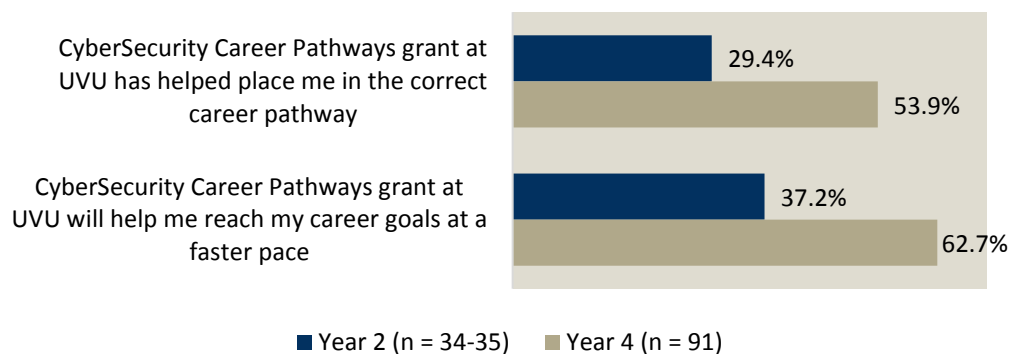 CyberSecurity Career Pathways grant at
UVU has helped place me in the correct
career pathway
29.4%
53.9%
CyberSecurity Career Pathways grant at
UVU will help me reach my career goals at a
faster pace
37.2%
62.7%
Year 2 (n = 34-35) Year 4 (n = 91)